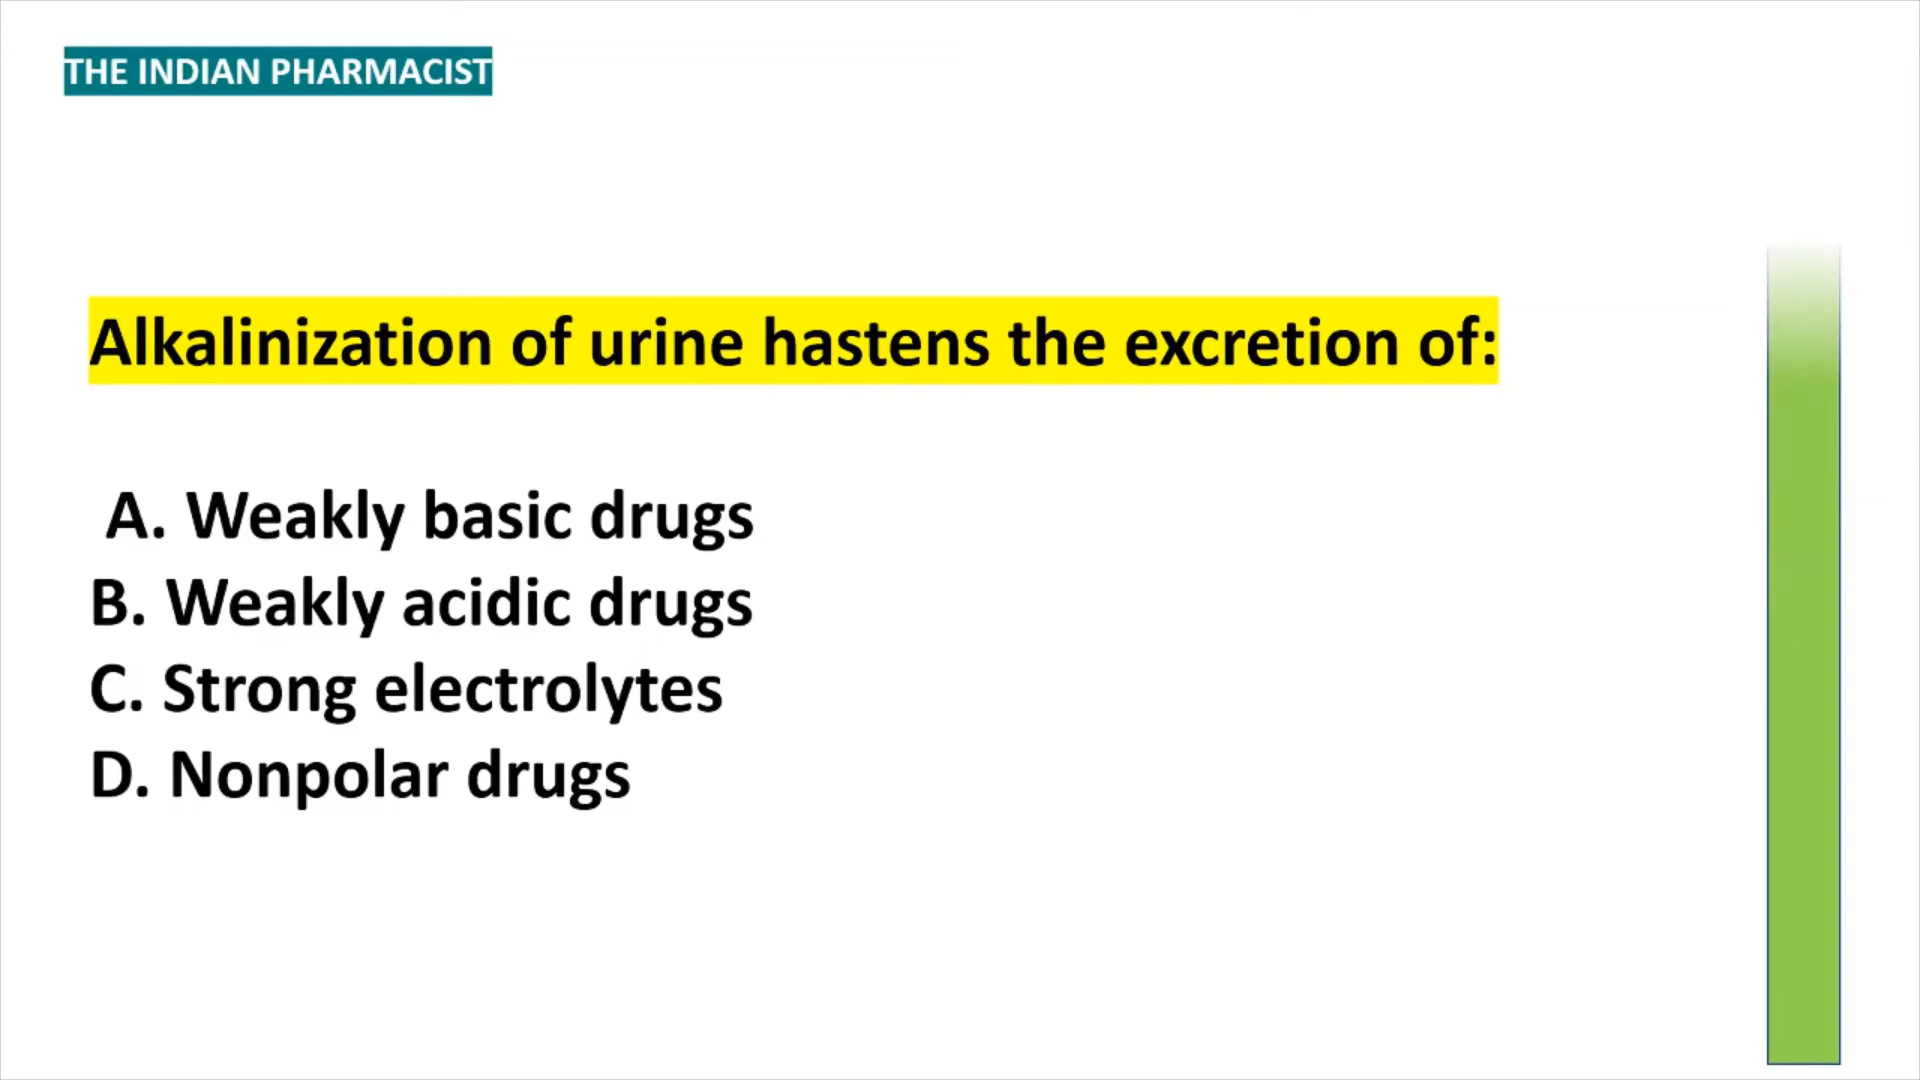 THE INDIAN PHARMACIST
Alkalinization of urine hastens the excretion of:
A. Weakly basic drugs
B. Weakly acidic drugs
C. Strong electrolytes
D. Nonpolar drugs